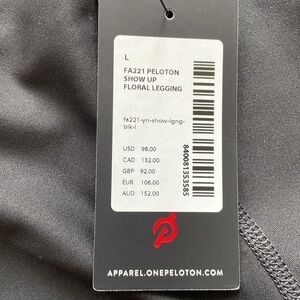 L
FA221 PELOTON
SHOW UP
FLORAL LEGGING
fa221-yn-show-lgng-
blk-l
USD 98.00
CAD 132.00
GBP 92.00
EUR 106.00
AUD 152.00
840081353585
APPAREL.ONEPELOTON.COM